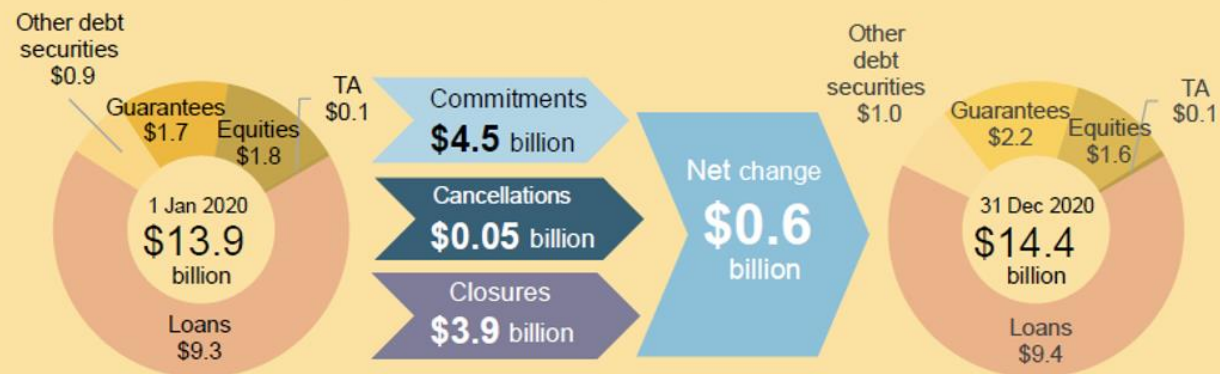 Other debt
securities
$0.9
Guarantees
$1.7
Equities
$1.8
TA
$0.1
1 Jan 2020
$13.9
billion
Loans
$9.3
Commitments
$4.5 billion
Cancellations
$0.05 billion
Closures
$3.9 billion
Net change
$0.6
billion
Other
debt
securities
$1.0
Guarantees
$2.2
Equities
$1.6
TA
$0.1
31 Dec 2020
$14.4
billion
Loans
$9.4